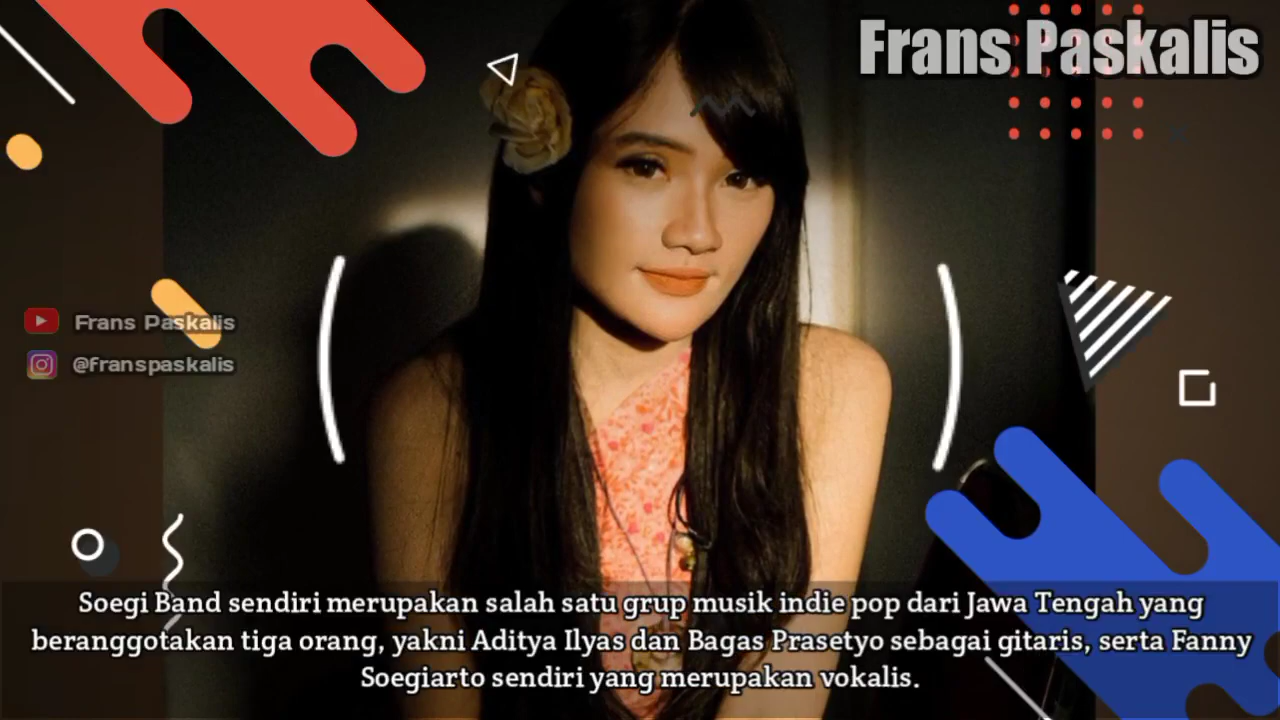 Frans Paskalis
Frans Paskalis
@franspaskalis
Soegi Band sendiri merupakan salah satu grup musik indie pop dari Jawa Tengah yang
beranggotakan tiga orang, yakni Aditya Ilyas dan Bagas Prasetyo sebagai gitaris, serta Fanny
Soegiarto sendiri yang merupakan vokalis.